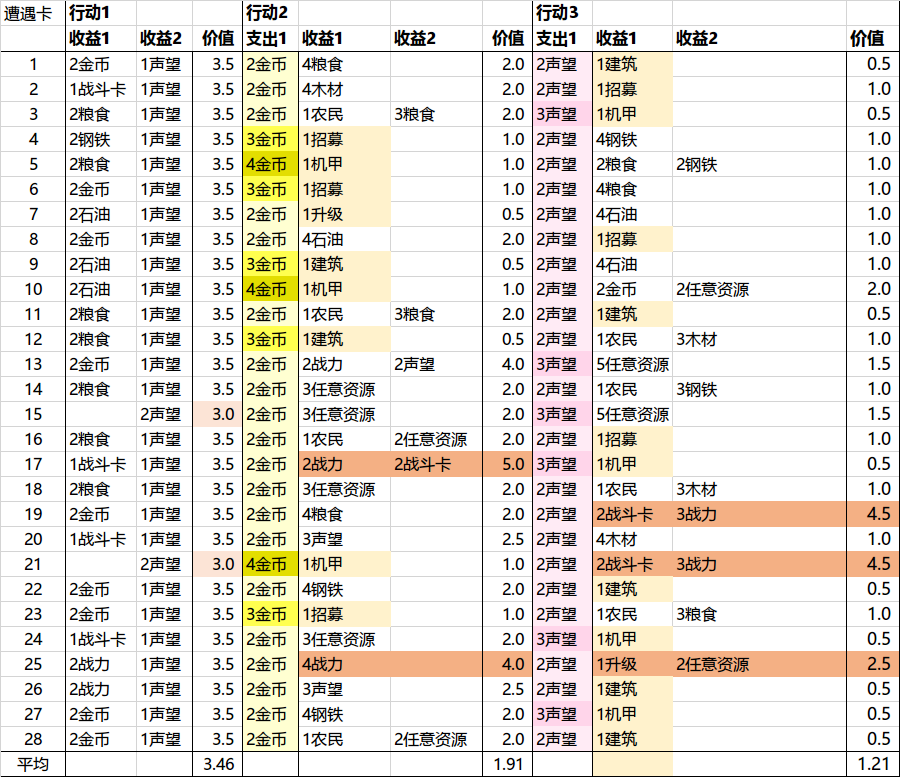 遭遇卡 行动1 行动2 行动3
收益1 收益2 价值 支出1 收益1 收益2 价值 支出1 收益1 收益2 价值
1 2金币 1声望 3.5 2金币 4粮食 2.0 2声望 1建筑 0.5
2 1战斗卡 1声望 3.5 2金币 4木材 2.0 2声望 1招募 1.0
3 2粮食 1声望 3.5 2金币 1农民 3粮食 2.0 3声望 1机甲 0.5
4 2钢铁 1声望 3.5 3金币 1招募 1.0 2声望 4钢铁 1.0
5 2粮食 1声望 3.5 4金币 1机甲 1.0 2声望 2粮食 2钢铁 1.0
6 2金币 1声望 3.5 3金币 1招募 1.0 2声望 4粮食 1.0
7 2石油 1声望 3.5 2金币 1升级 0.5 2声望 4石油 1.0
8 2金币 1声望 3.5 2金币 4石油 2.0 2声望 1招募 1.0
9 2石油 1声望 3.5 3金币 1建筑 0.5 2声望 4石油 1.0
10 2石油 1声望 3.5 4金币 1机甲 1.0 2声望 2金币 2任意资源 2.0
11 2粮食 1声望 3.5 2金币 1农民 3粮食 2.0 2声望 1建筑 0.5
12 2粮食 1声望 3.5 3金币 1建筑 0.5 2声望 1农民 3木材 1.0
13 2金币 1声望 3.5 2金币 2战力 2声望 4.0 3声望 5任意资源 1.5
14 2粮食 1声望 3.5 2金币 3任意资源 2.0 2声望 1农民 3钢铁 1.0
15 2声望 3.0 2金币 3任意资源 2.0 3声望 5任意资源 1.5
16 2粮食 1声望 3.5 2金币 1农民 2任意资源 2.0 2声望 1招募 1.0
17 1战斗卡 1声望 3.5 2金币 2战力 2战斗卡 5.0 3声望 1机甲 0.5
18 2粮食 1声望 3.5 2金币 3任意资源 2.0 2声望 1农民 3木材 1.0
19 2金币 1声望 3.5 2金币 4粮食 2.0 2声望 2战斗卡 3战力 4.5
20 1战斗卡 1声望 3.5 2金币 3声望 2.5 2声望 4木材 1.0
21 2声望 3.0 4金币 1机甲 1.0 2声望 2战斗卡 3战力 4.5
22 2金币 1声望 3.5 2金币 4钢铁 2.0 2声望 1建筑 0.5
23 2金币 1声望 3.5 3金币 1招募 1.0 2声望 1农民 3粮食 1.0
24 1战斗卡 1声望 3.5 2金币 3任意资源 2.0 3声望 1机甲 0.5
25 2战力 1声望 3.5 2金币 4战力 4.0 2声望 1升级 2任意资源 2.5
26 2战力 1声望 3.5 2金币 3声望 2.5 2声望 1建筑 0.5
27 2金币 1声望 3.5 2金币 4钢铁 2.0 3声望 1机甲 0.5
28 2金币 1声望 3.5 2金币 1农民 2任意资源 2.0 2声望 1建筑 0.5
平均 3.46 1.91 1.21